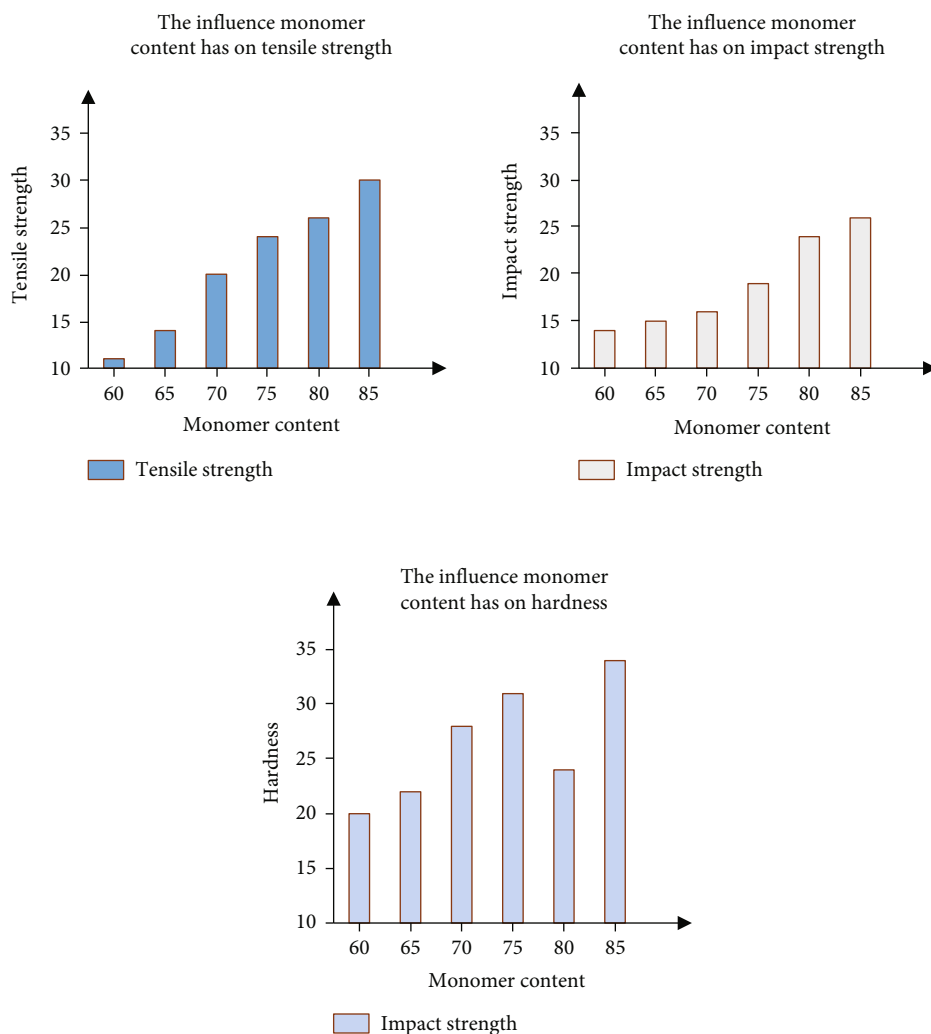 The influence monomer
content has on tensile strength
35
30
25
20
15
10
Tensile strength
60 65 70 75 80 85
Monomer content
Tensile strength
The influence monomer
content has on impact strength
35
30
25
20
15
10
Impact strength
60 65 70 75 80 85
Monomer content
Impact strength
The influence monomer
content has on hardness
35
30
25
20
15
10
Hardness
60 65 70 75 80 85
Monomer content
Impact strength